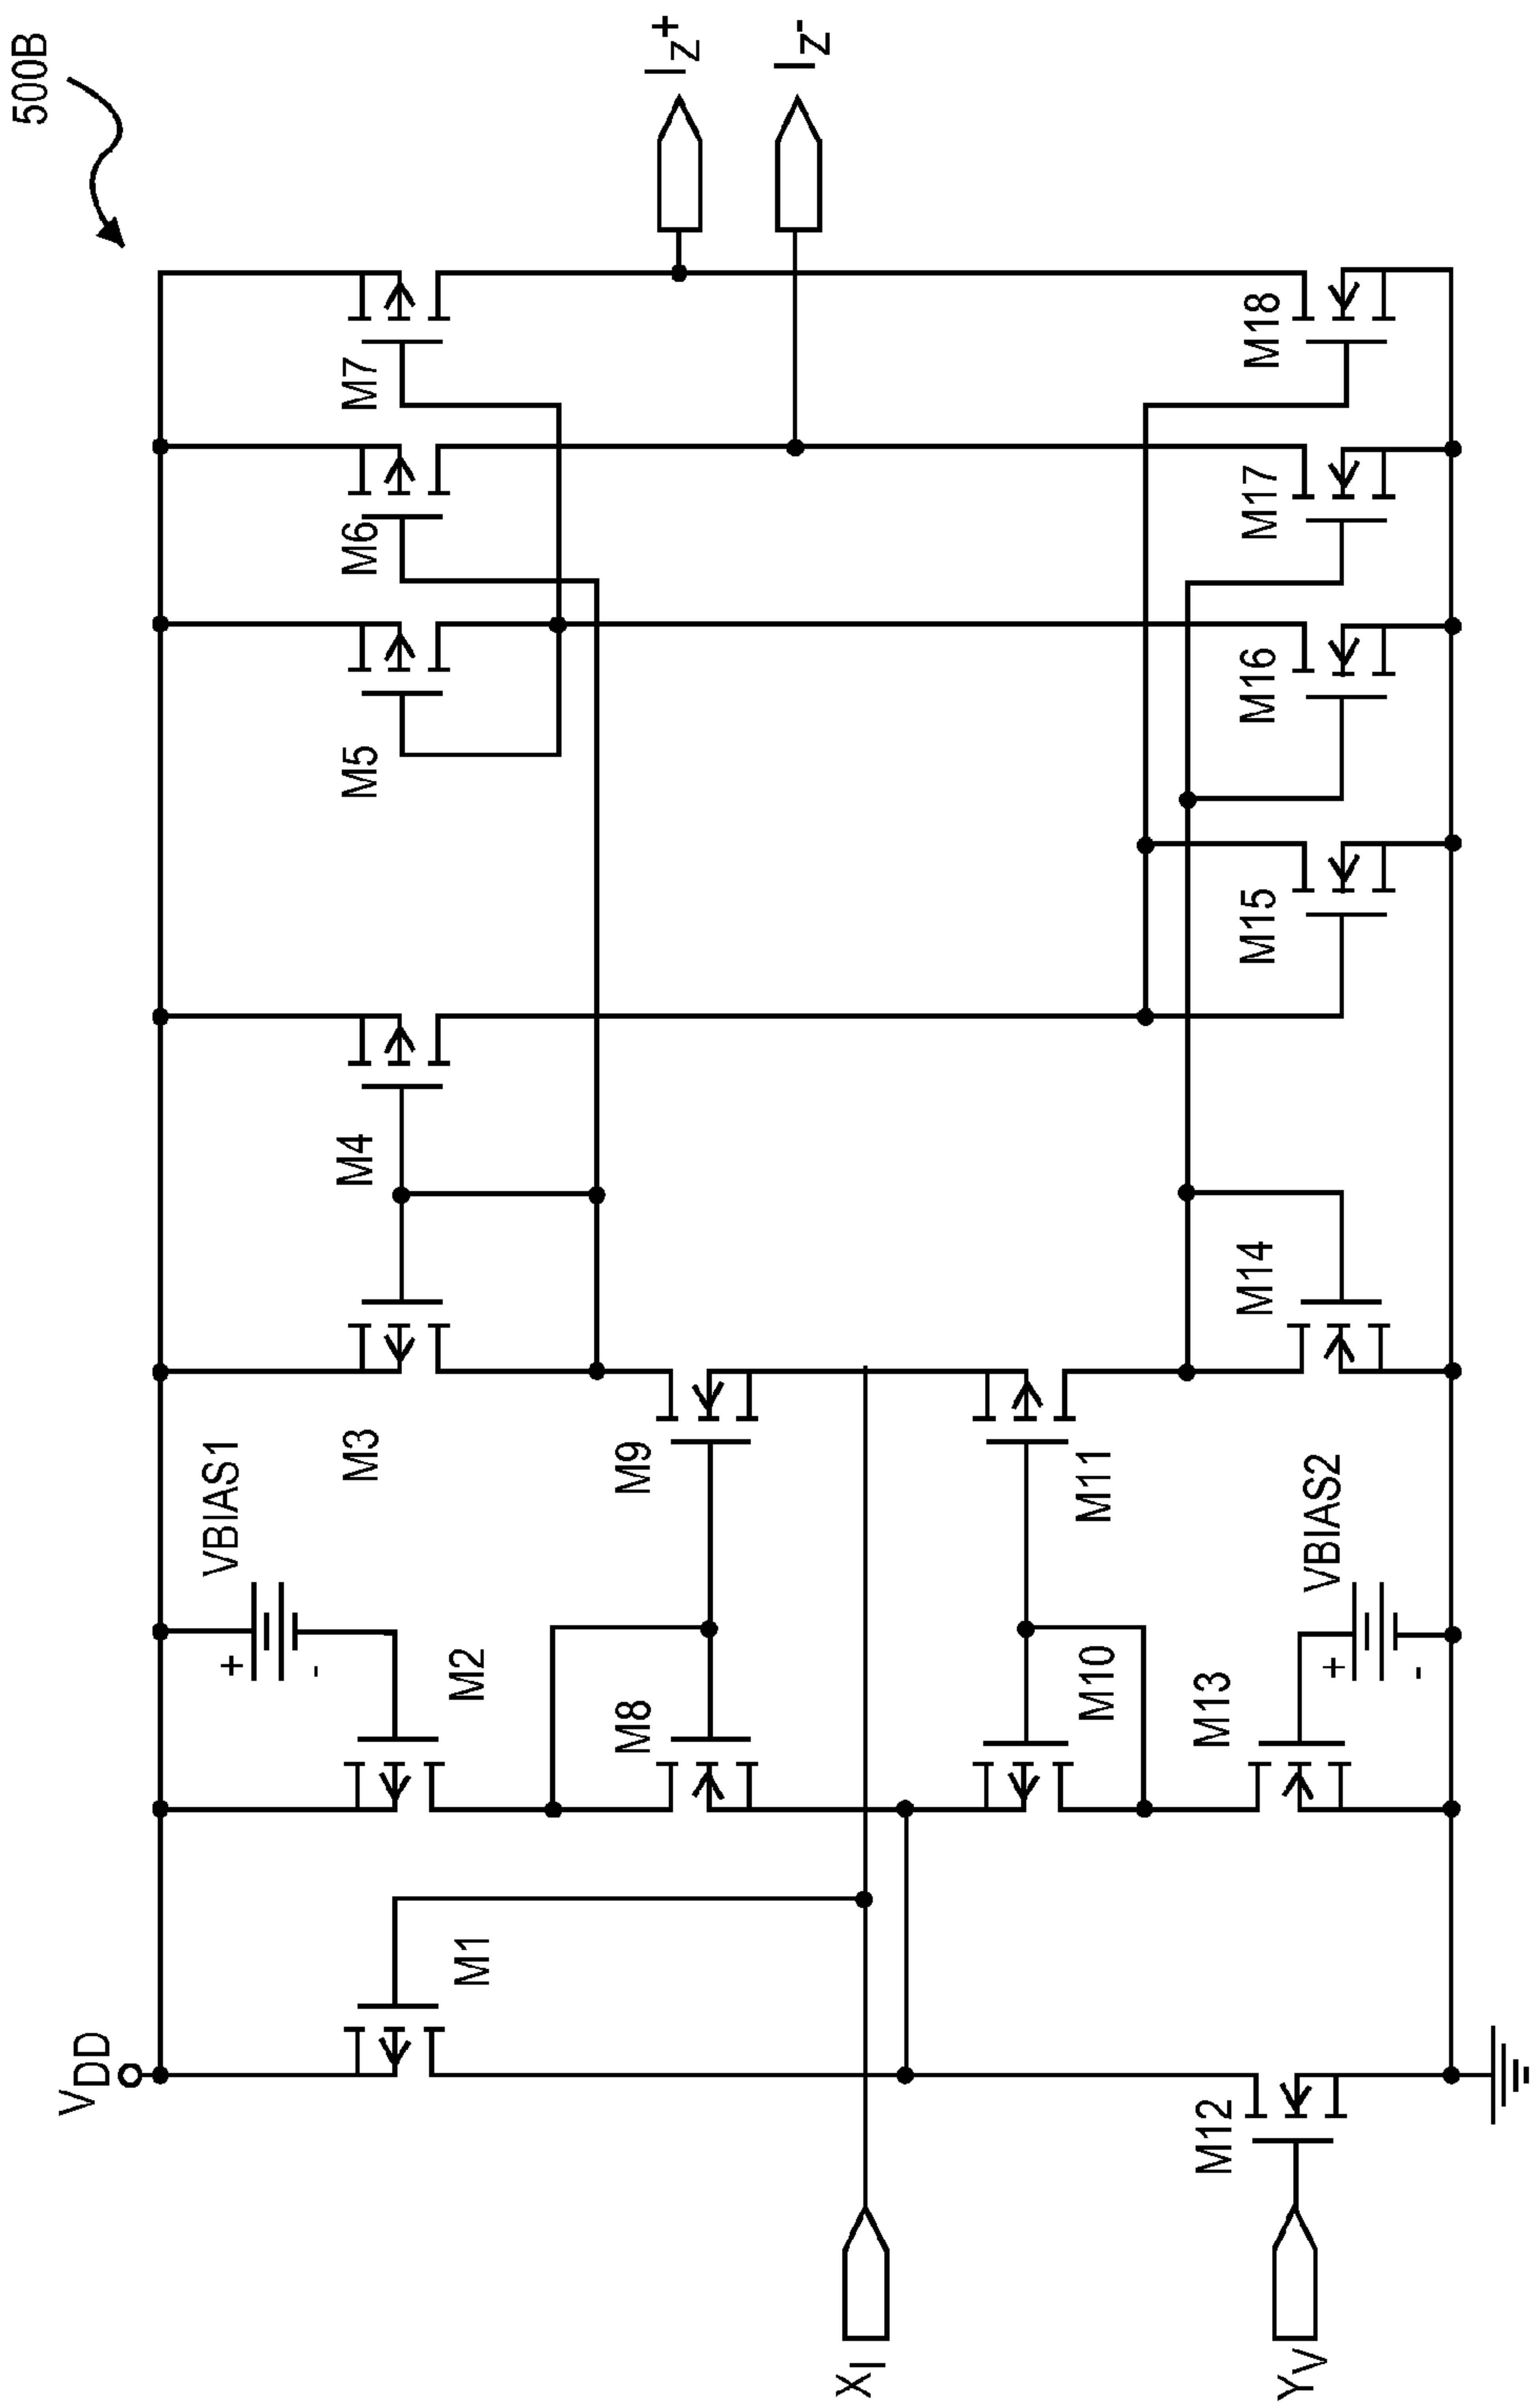 500B
V_DD
VBIAS1
M1
M2
M3
M4
M5
M6
M7
I_Z^+
I_Z^-
M8
M9
X_I
M10
M11
VBIAS2
M12
M13
M14
M15
M16
M17
M18
Y_V
+
-
+
-